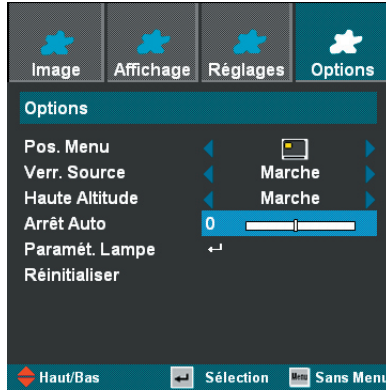 Image Affichage Réglages Options
Options
Pos. Menu
Verr. Source Marche
Haute Altitude Marche
Arrêt Auto 0
Paramét. Lampe
Réinitialiser
Haut/Bas Sélection Menu Sans Menu